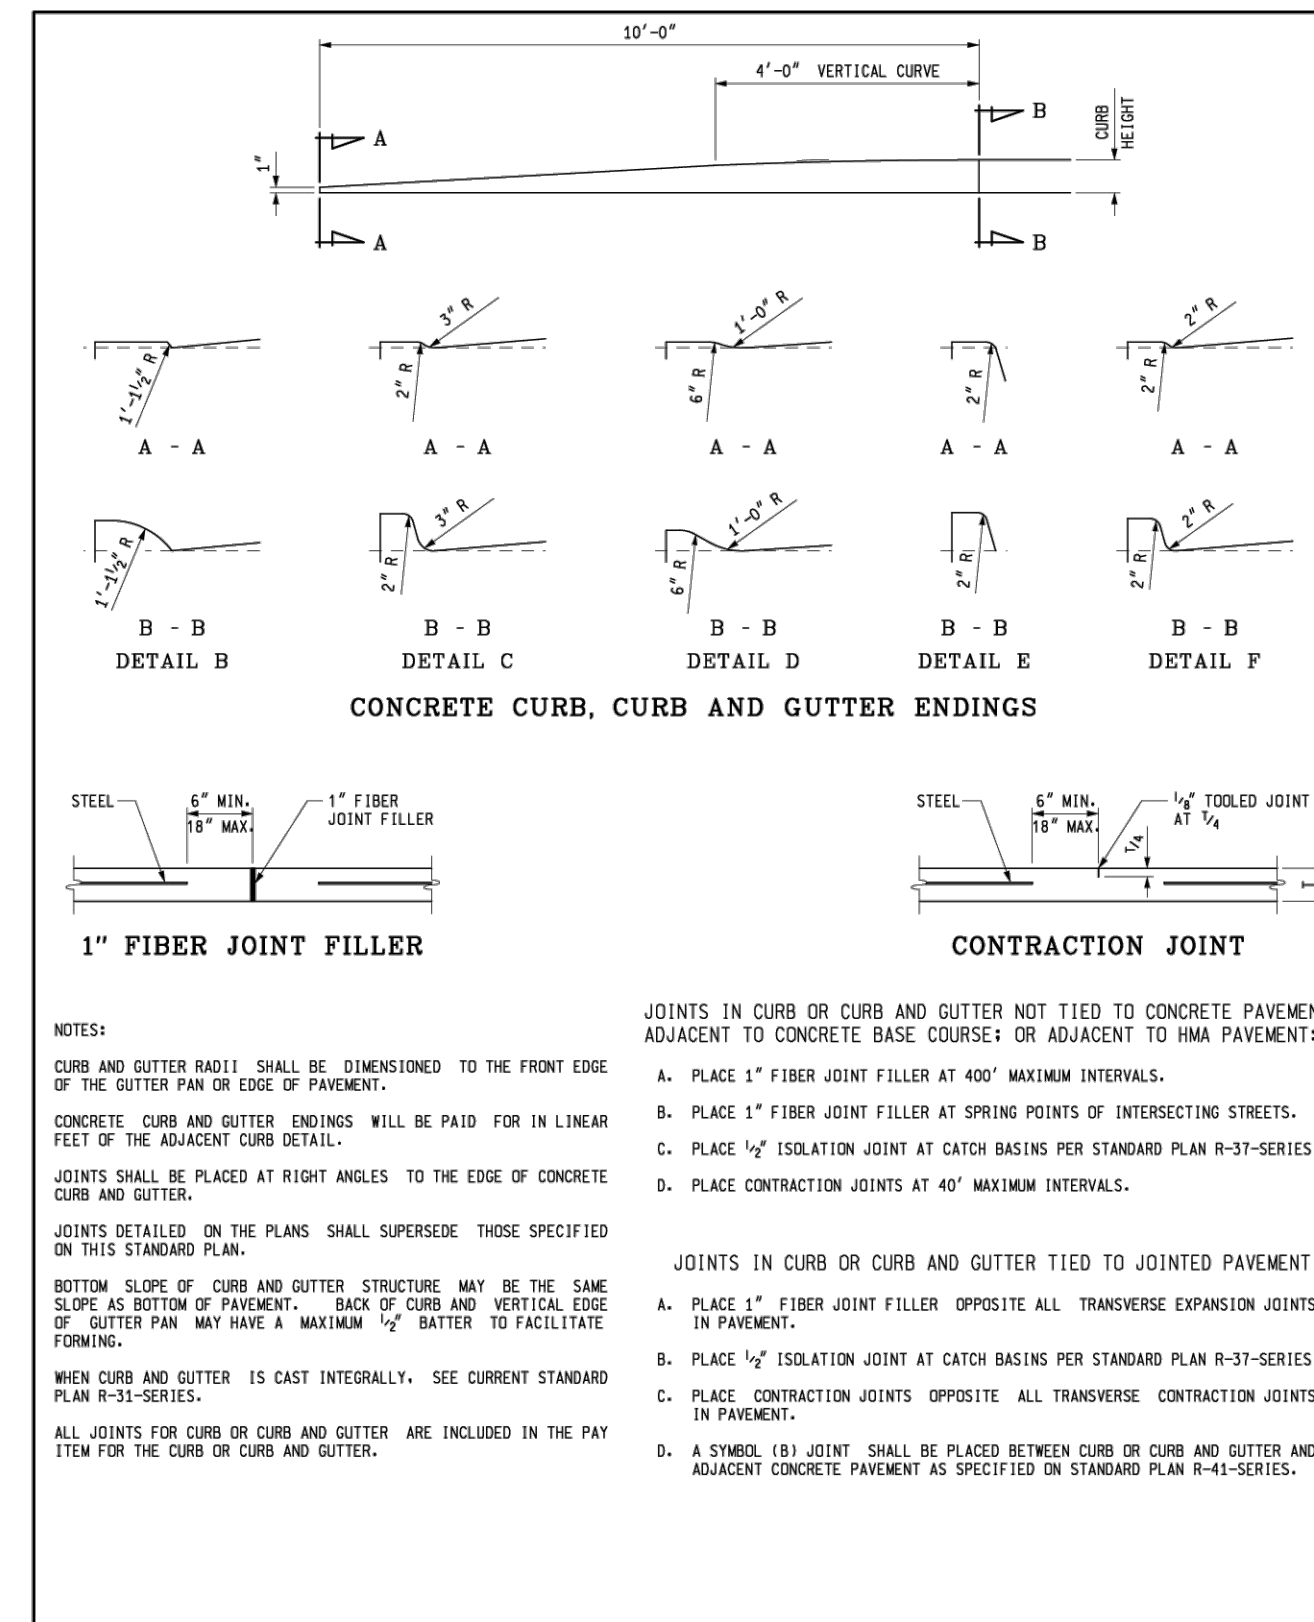 10'-0"
4'-0" VERTICAL CURVE
B
CURB
HEIGHT
A
1"
A
B
1'-1½" R
3" R
2" R
1'-0" R
6" R
2" R
2" R
2" R
A - A
A - A
A - A
A - A
A - A
1'-1½" R
3" R
2" R
1'-0" R
6" R
2" R
2" R
2" R
B - B
B - B
B - B
B - B
B - B
DETAIL B
DETAIL C
DETAIL D
DETAIL E
DETAIL F
CONCRETE CURB, CURB AND GUTTER ENDINGS
STEEL
6" MIN.
18" MAX.
1" FIBER
JOINT FILLER
1" FIBER JOINT FILLER
STEEL
6" MIN.
18" MAX.
⅛" TOOLED JOINT
AT T/4
T/4
T
CONTRACTION JOINT
NOTES:
CURB AND GUTTER RADII SHALL BE DIMENSIONED TO THE FRONT EDGE
OF THE GUTTER PAN OR EDGE OF PAVEMENT.
CONCRETE CURB AND GUTTER ENDINGS WILL BE PAID FOR IN LINEAR
FEET OF THE ADJACENT CURB DETAIL.
JOINTS SHALL BE PLACED AT RIGHT ANGLES TO THE EDGE OF CONCRETE
CURB AND GUTTER.
JOINTS DETAILED ON THE PLANS SHALL SUPERSEDE THOSE SPECIFIED
ON THIS STANDARD PLAN.
BOTTOM SLOPE OF CURB AND GUTTER STRUCTURE MAY BE THE SAME
SLOPE AS BOTTOM OF PAVEMENT. BACK OF CURB AND VERTICAL EDGE
OF GUTTER PAN MAY HAVE A MAXIMUM ½" BATTER TO FACILITATE
FORMING.
WHEN CURB AND GUTTER IS CAST INTEGRALLY, SEE CURRENT STANDARD
PLAN R-31-SERIES.
ALL JOINTS FOR CURB OR CURB AND GUTTER ARE INCLUDED IN THE PAY
ITEM FOR THE CURB OR CURB AND GUTTER.
JOINTS IN CURB OR CURB AND GUTTER NOT TIED TO CONCRETE PAVEMEN
ADJACENT TO CONCRETE BASE COURSE; OR ADJACENT TO HMA PAVEMENT:
A. PLACE 1" FIBER JOINT FILLER AT 400' MAXIMUM INTERVALS.
B. PLACE 1" FIBER JOINT FILLER AT SPRING POINTS OF INTERSECTING STREETS.
C. PLACE ½" ISOLATION JOINT AT CATCH BASINS PER STANDARD PLAN R-37-SERIES
D. PLACE CONTRACTION JOINTS AT 40' MAXIMUM INTERVALS.
JOINTS IN CURB OR CURB AND GUTTER TIED TO JOINTED PAVEMENT
A. PLACE 1" FIBER JOINT FILLER OPPOSITE ALL TRANSVERSE EXPANSION JOINTS
IN PAVEMENT.
B. PLACE ½" ISOLATION JOINT AT CATCH BASINS PER STANDARD PLAN R-37-SERIES
C. PLACE CONTRACTION JOINTS OPPOSITE ALL TRANSVERSE CONTRACTION JOINTS
IN PAVEMENT.
D. A SYMBOL (B) JOINT SHALL BE PLACED BETWEEN CURB OR CURB AND GUTTER AND
ADJACENT CONCRETE PAVEMENT AS SPECIFIED ON STANDARD PLAN R-41-SERIES.